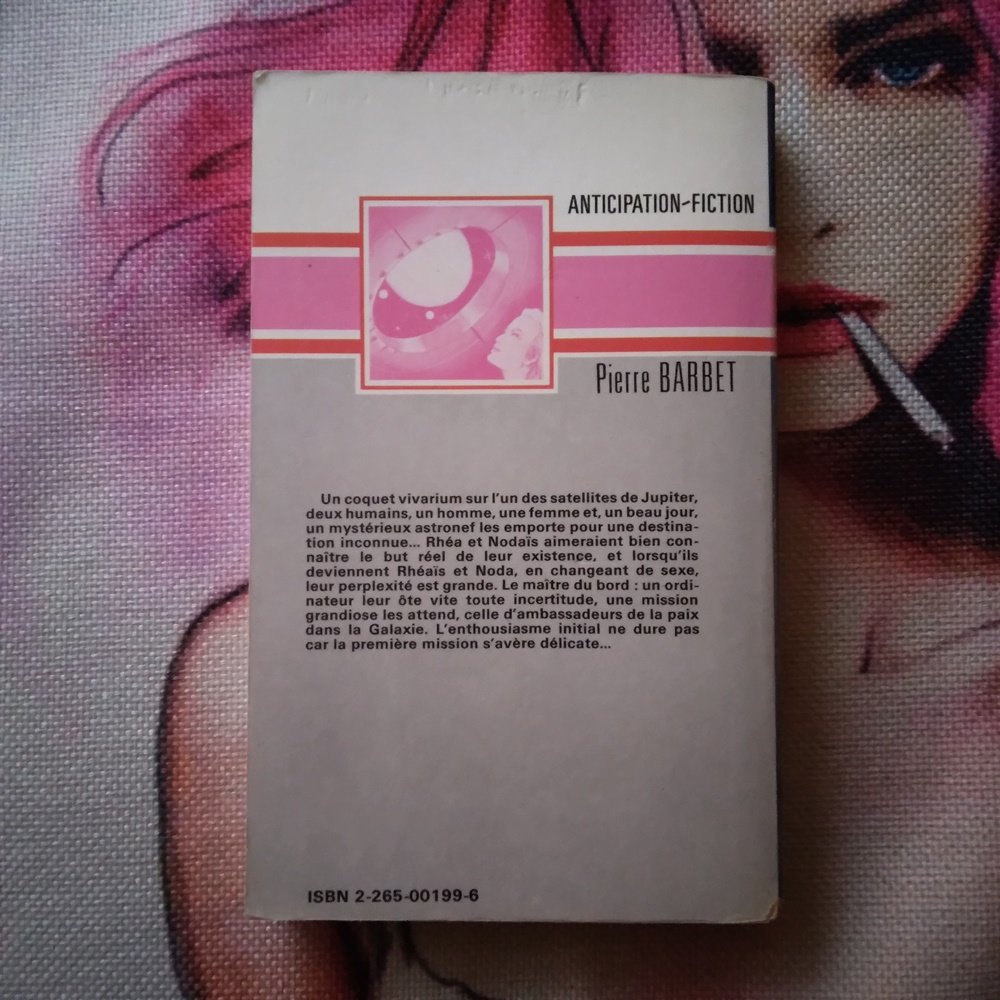 ANTICIPATION-FICTION
Pierre BARBET
Un coquet vivarium sur l'un des satellites de Jupiter,
deux humains, un homme, une femme et, un beau jour,
un mystérieux astronef les emporte pour une destina-
tion inconnue... Rhéa et Nodaïs aimeraient bien con-
naître le but réel de leur existence, et lorsqu'ils
deviennent Rhéaïs et Noda, en changeant de sexe,
leur perplexité est grande. Le maître du bord : un ordi-
nateur leur ôte vite toute incertitude, une mission
grandiose les attend, celle d'ambassadeurs de la paix
dans la Galaxie. L'enthousiasme initial ne dure pas
car la première mission s'avère délicate...
ISBN 2-265-00199-6